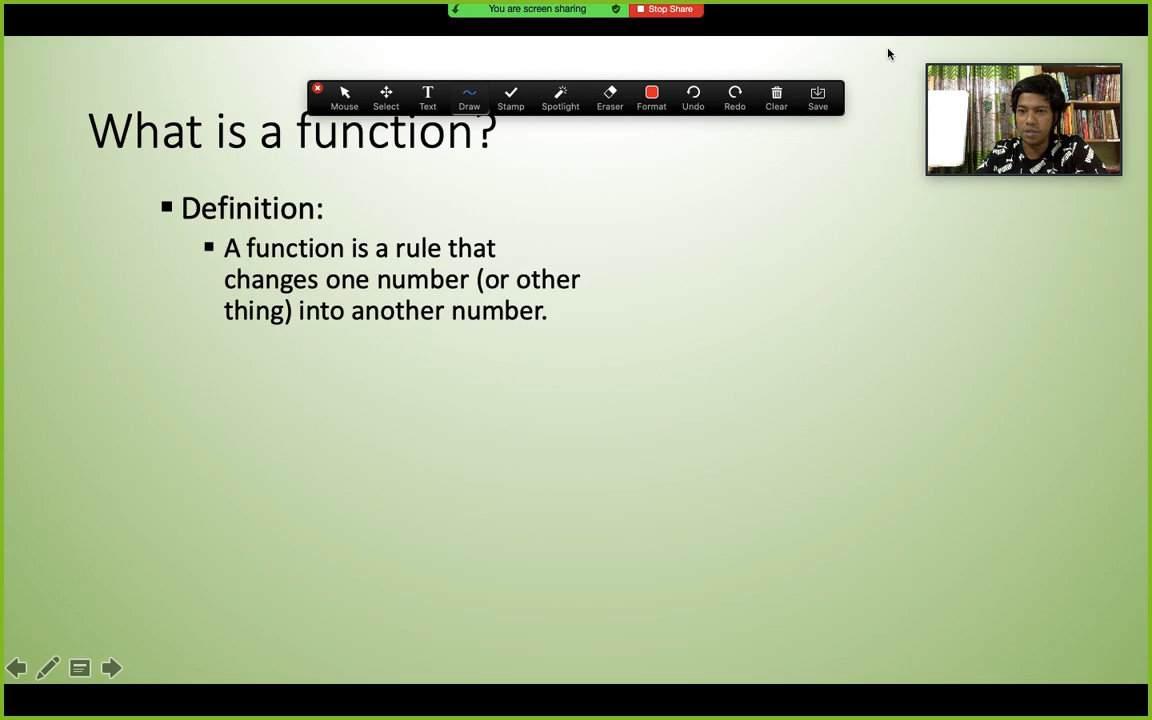 You are screen sharing Stop Share
Mouse Select Text Draw Stamp Spotlight Eraser Format Undo Redo Clear Save
What is a function?
Definition:
A function is a rule that
changes one number (or other
thing) into another number.